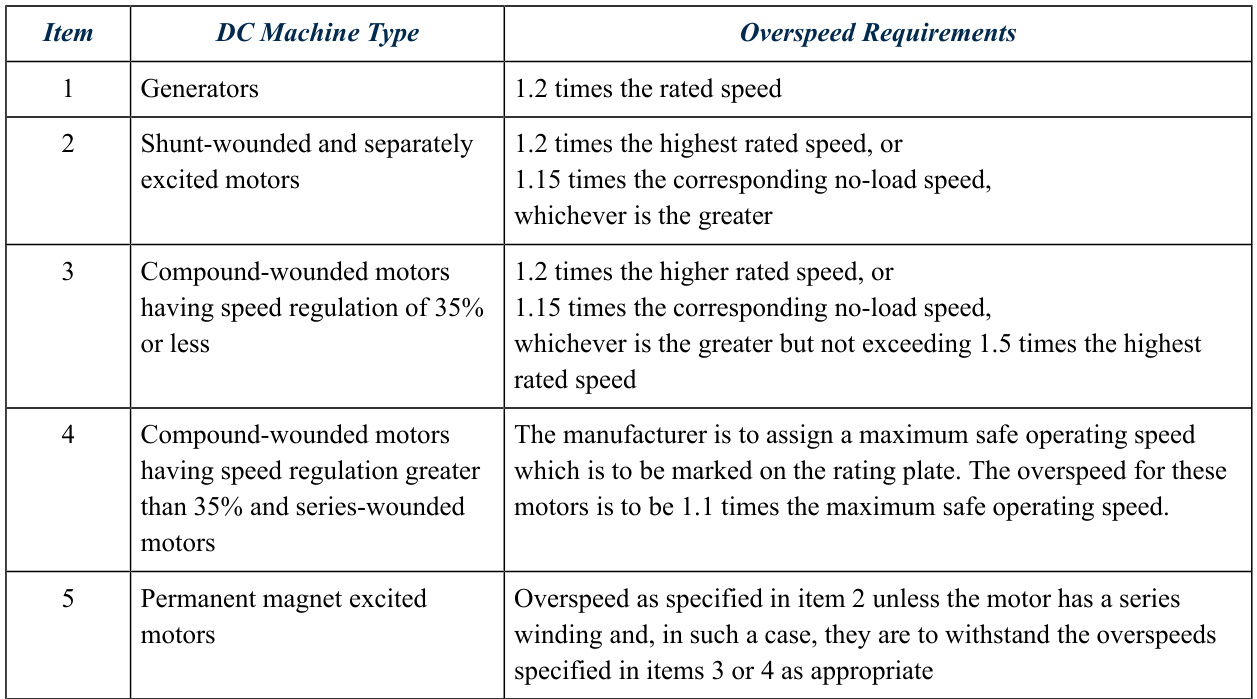 Item DC Machine Type Overspeed Requirements
1 Generators 1.2 times the rated speed
2 Shunt-wounded and separately
excited motors
1.2 times the highest rated speed, or
1.15 times the corresponding no-load speed,
whichever is the greater
3 Compound-wounded motors
having speed regulation of 35%
or less
1.2 times the higher rated speed, or
1.15 times the corresponding no-load speed,
whichever is the greater but not exceeding 1.5 times the highest
rated speed
4 Compound-wounded motors
having speed regulation greater
than 35% and series-wounded
motors
The manufacturer is to assign a maximum safe operating speed
which is to be marked on the rating plate. The overspeed for these
motors is to be 1.1 times the maximum safe operating speed.
5 Permanent magnet excited
motors
Overspeed as specified in item 2 unless the motor has a series
winding and, in such a case, they are to withstand the overspeeds
specified in items 3 or 4 as appropriate